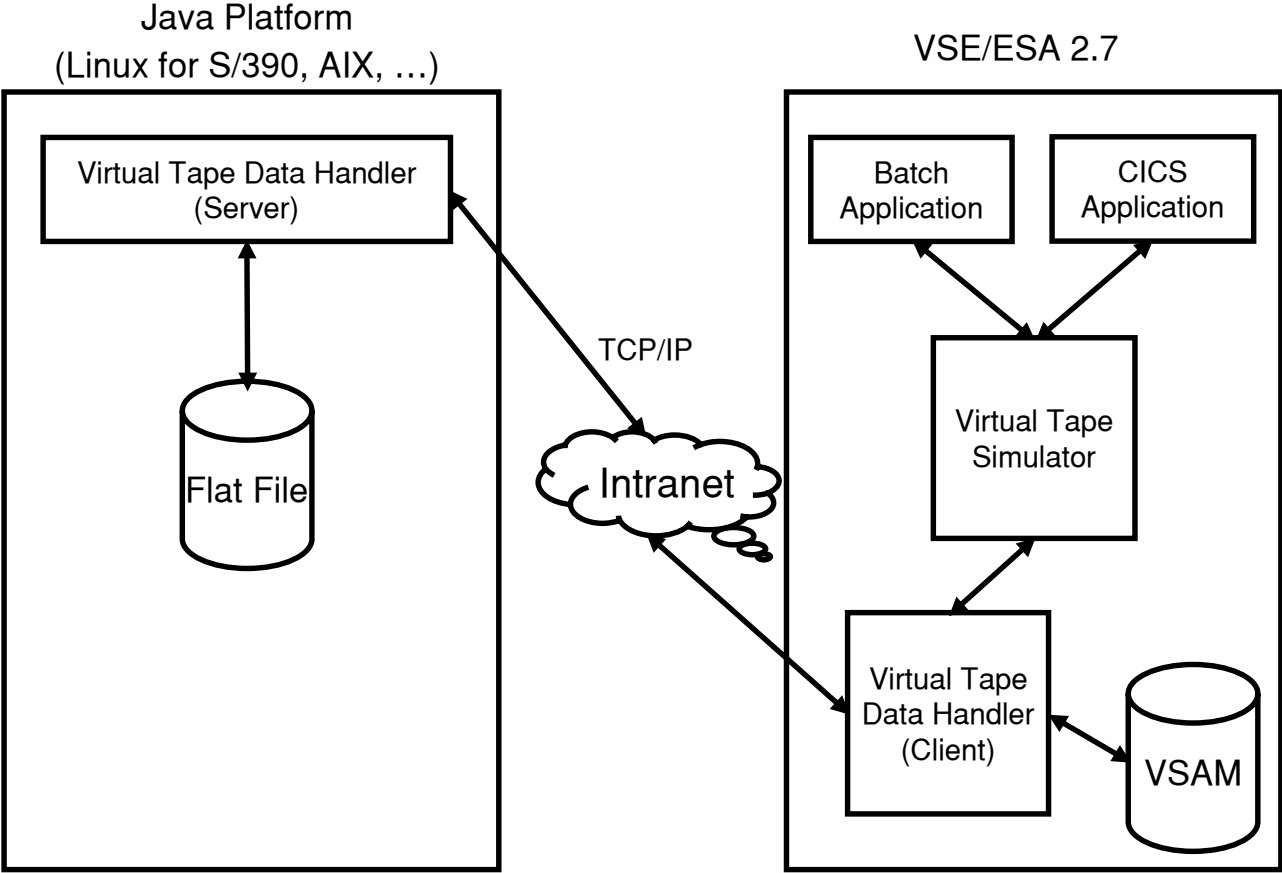 Java Platform
(Linux for S/390, AIX, …)
Virtual Tape Data Handler
(Server)
Flat File
TCP/IP
Intranet
VSE/ESA 2.7
Batch
Application
CICS
Application
Virtual Tape
Simulator
Virtual Tape
Data Handler
(Client)
VSAM